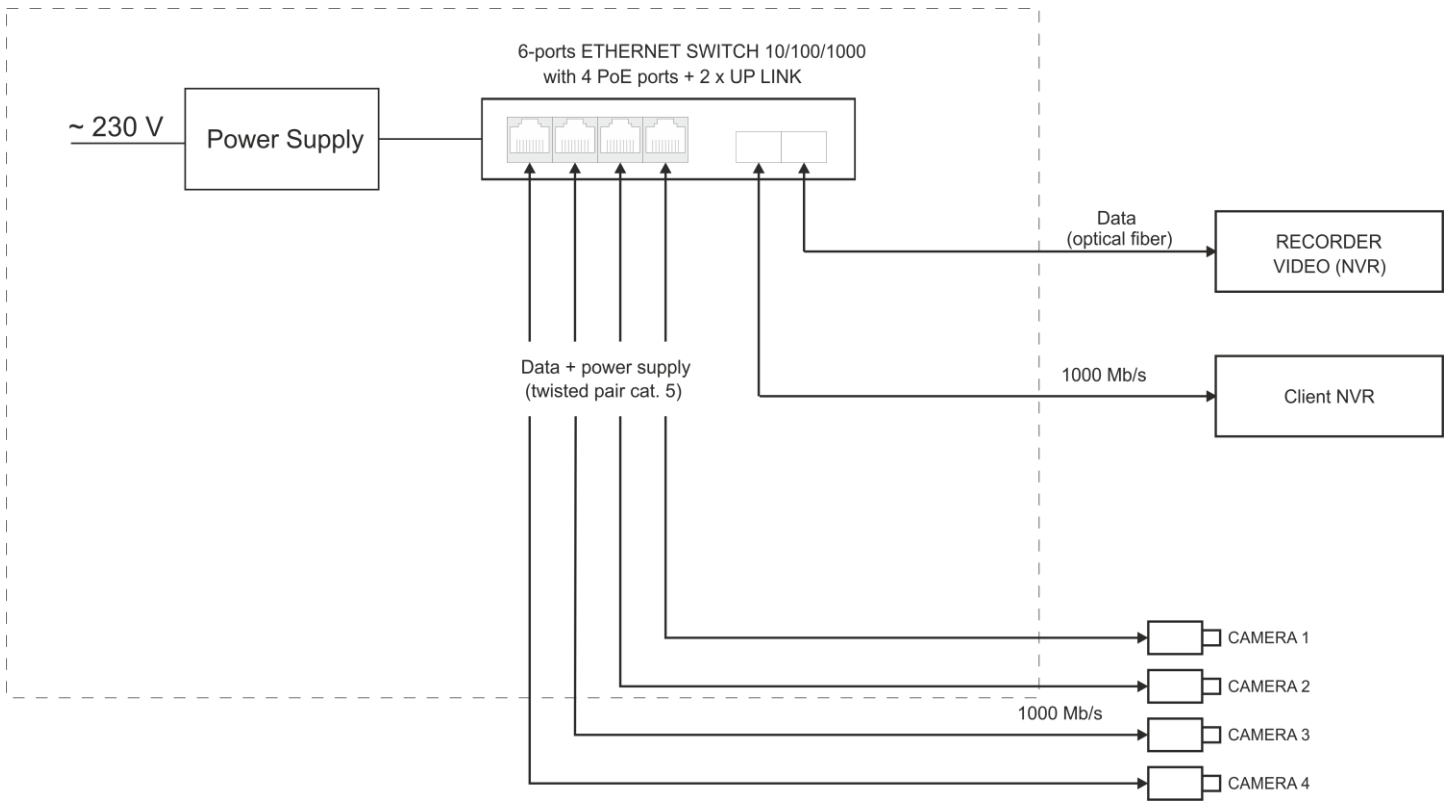 6-ports ETHERNET SWITCH 10/100/1000
with 4 PoE ports + 2 x UP LINK
~ 230 V
Power Supply
Data
(optical fiber)
RECORDER
VIDEO (NVR)
Data + power supply
(twisted pair cat. 5)
1000 Mb/s
Client NVR
CAMERA 1
CAMERA 2
1000 Mb/s
CAMERA 3
CAMERA 4